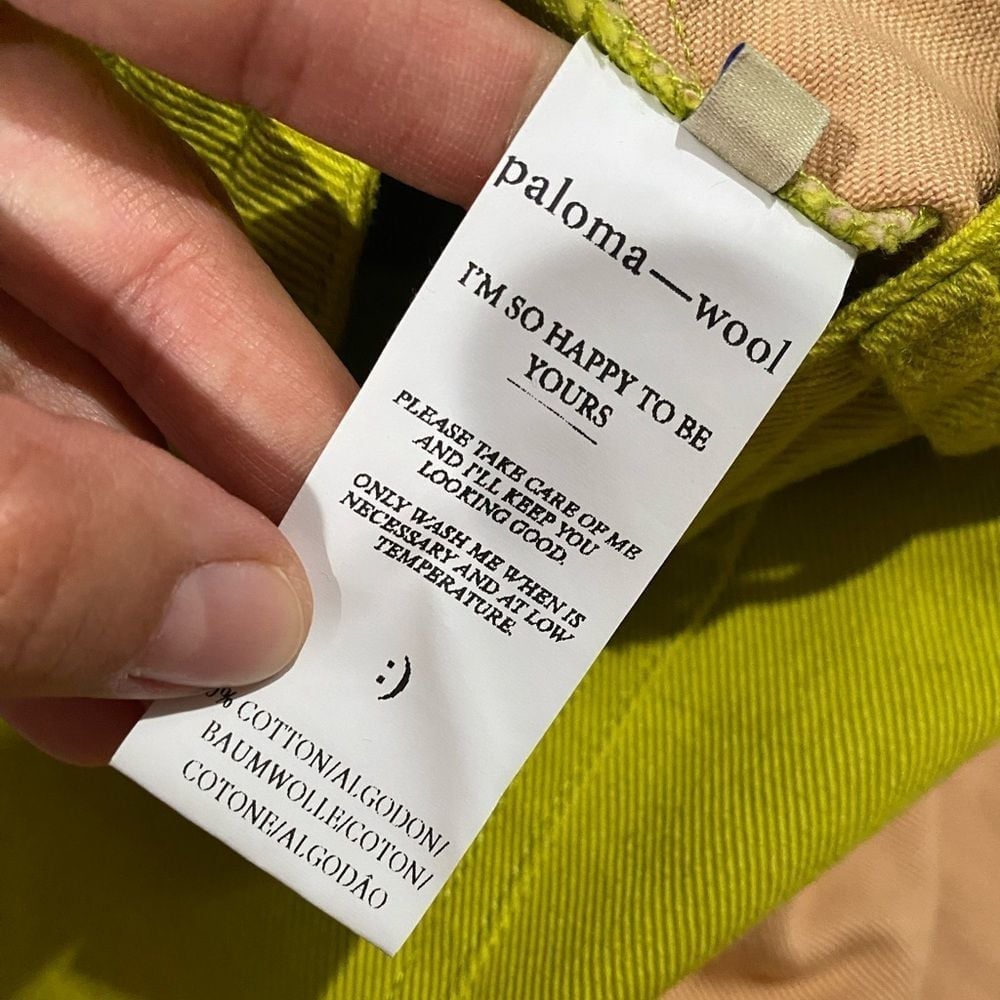 paloma—wool
I'M SO HAPPY TO BE
YOURS
PLEASE TAKE CARE OF ME
AND I'LL KEEP YOU
LOOKING GOOD.
ONLY WASH ME WHEN IS
NECESSARY AND AT LOW
TEMPERATURE.
:)
% COTTON/ALGODON/
BAUMWOLLE/COTON/
COTONE/ALGODÂO